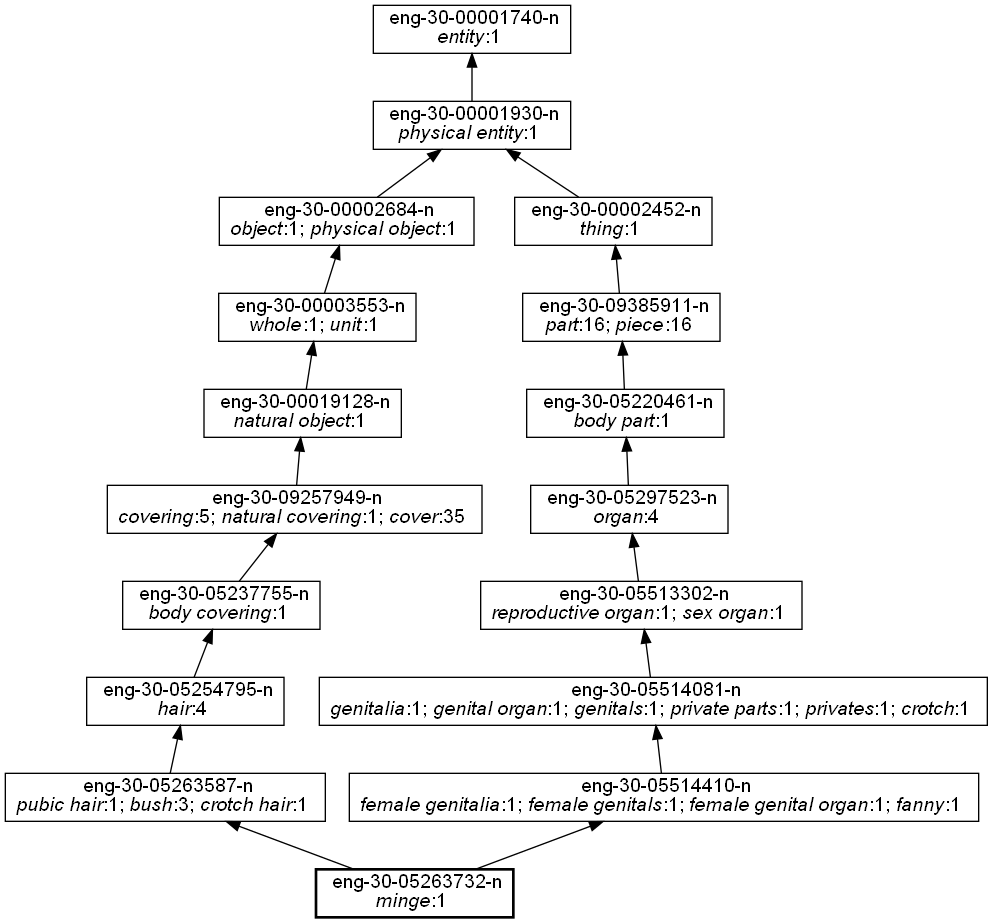 eng-30-00001740-n
entity:1
eng-30-00001930-n
physical entity:1
eng-30-00002684-n
object:1; physical object:1
eng-30-00002452-n
thing:1
eng-30-00003553-n
whole:1; unit:1
eng-30-09385911-n
part:16; piece:16
eng-30-00019128-n
natural object:1
eng-30-05220461-n
body part:1
eng-30-09257949-n
covering:5; natural covering:1; cover:35
eng-30-05297523-n
organ:4
eng-30-05237755-n
body covering:1
eng-30-05513302-n
reproductive organ:1; sex organ:1
eng-30-05254795-n
hair:4
eng-30-05514081-n
genitalia:1; genital organ:1; genitals:1; private parts:1; privates:1; crotch:1
eng-30-05263587-n
pubic hair:1; bush:3; crotch hair:1
eng-30-05514410-n
female genitalia:1; female genitals:1; female genital organ:1; fanny:1
eng-30-05263732-n
minge:1